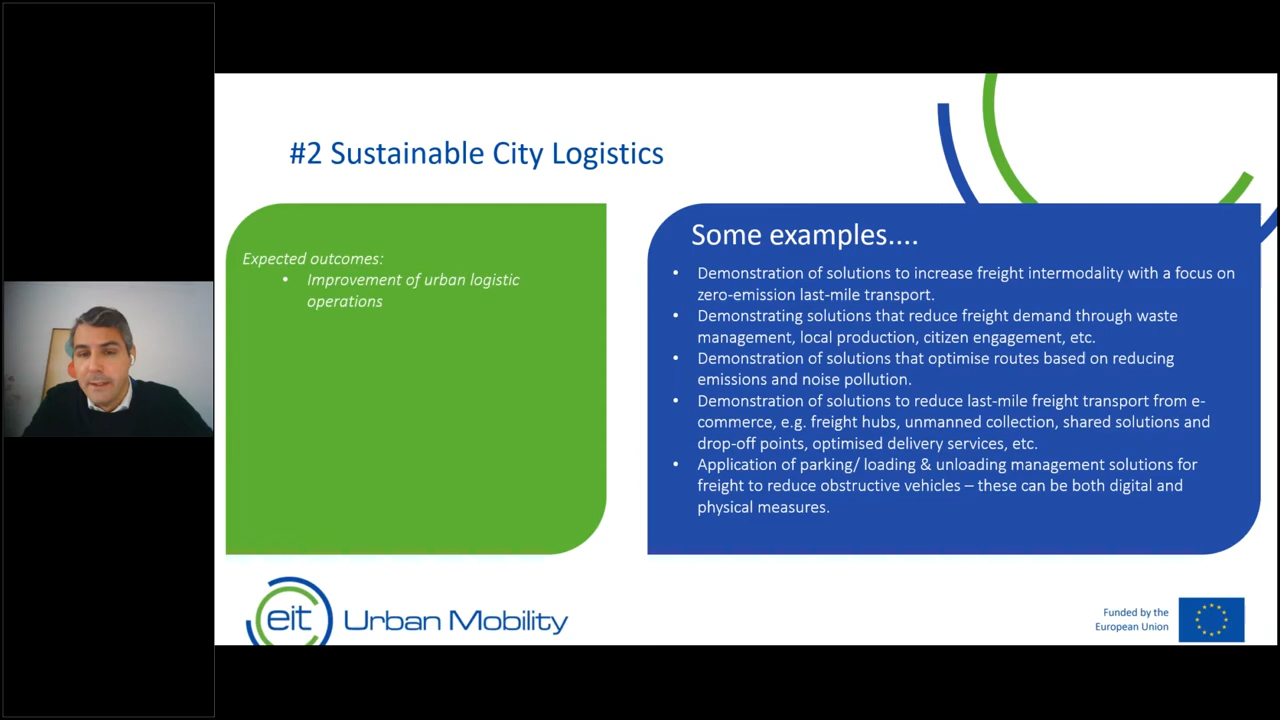 #2 Sustainable City Logistics
Expected outcomes:
• Improvement of urban logistic
operations
Some examples....
• Demonstration of solutions to increase freight intermodality with a focus on
zero-emission last-mile transport.
• Demonstrating solutions that reduce freight demand through waste
management, local production, citizen engagement, etc.
• Demonstration of solutions that optimise routes based on reducing
emissions and noise pollution.
• Demonstration of solutions to reduce last-mile freight transport from e-
commerce, e.g. freight hubs, unmanned collection, shared solutions and
drop-off points, optimised delivery services, etc.
• Application of parking/ loading & unloading management solutions for
freight to reduce obstructive vehicles – these can be both digital and
physical measures.
eit Urban Mobility
Funded by the
European Union